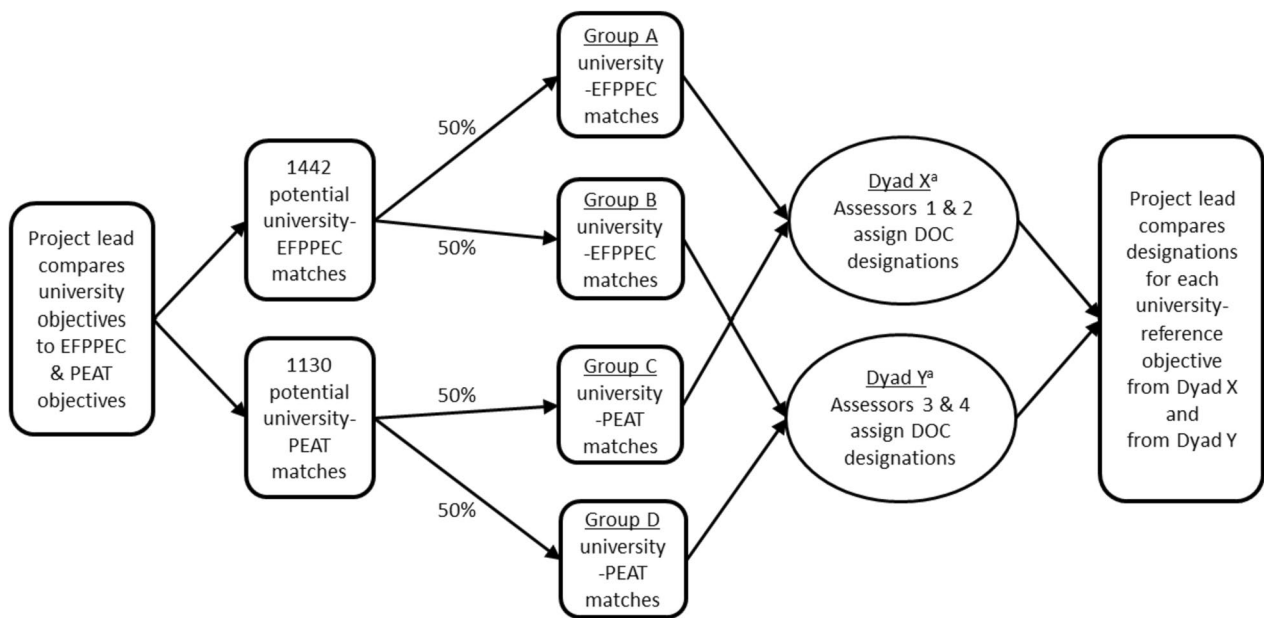 Project lead
compares
university
objectives
to EFPPEC
& PEAT
objectives
1442
potential
university-
EFPPEC
matches
1130
potential
university-
PEAT
matches
50%
50%
50%
50%
Group A
university
-EFPPEC
matches
Group B
university
-EFPPEC
matches
Group C
university
-PEAT
matches
Group D
university
-PEAT
matches
Dyad Xᵃ
Assessors 1 & 2
assign DOC
designations
Dyad Yᵃ
Assessors 3 & 4
assign DOC
designations
Project lead
compares
designations
for each
university-
reference
objective
from Dyad X
and
from Dyad Y